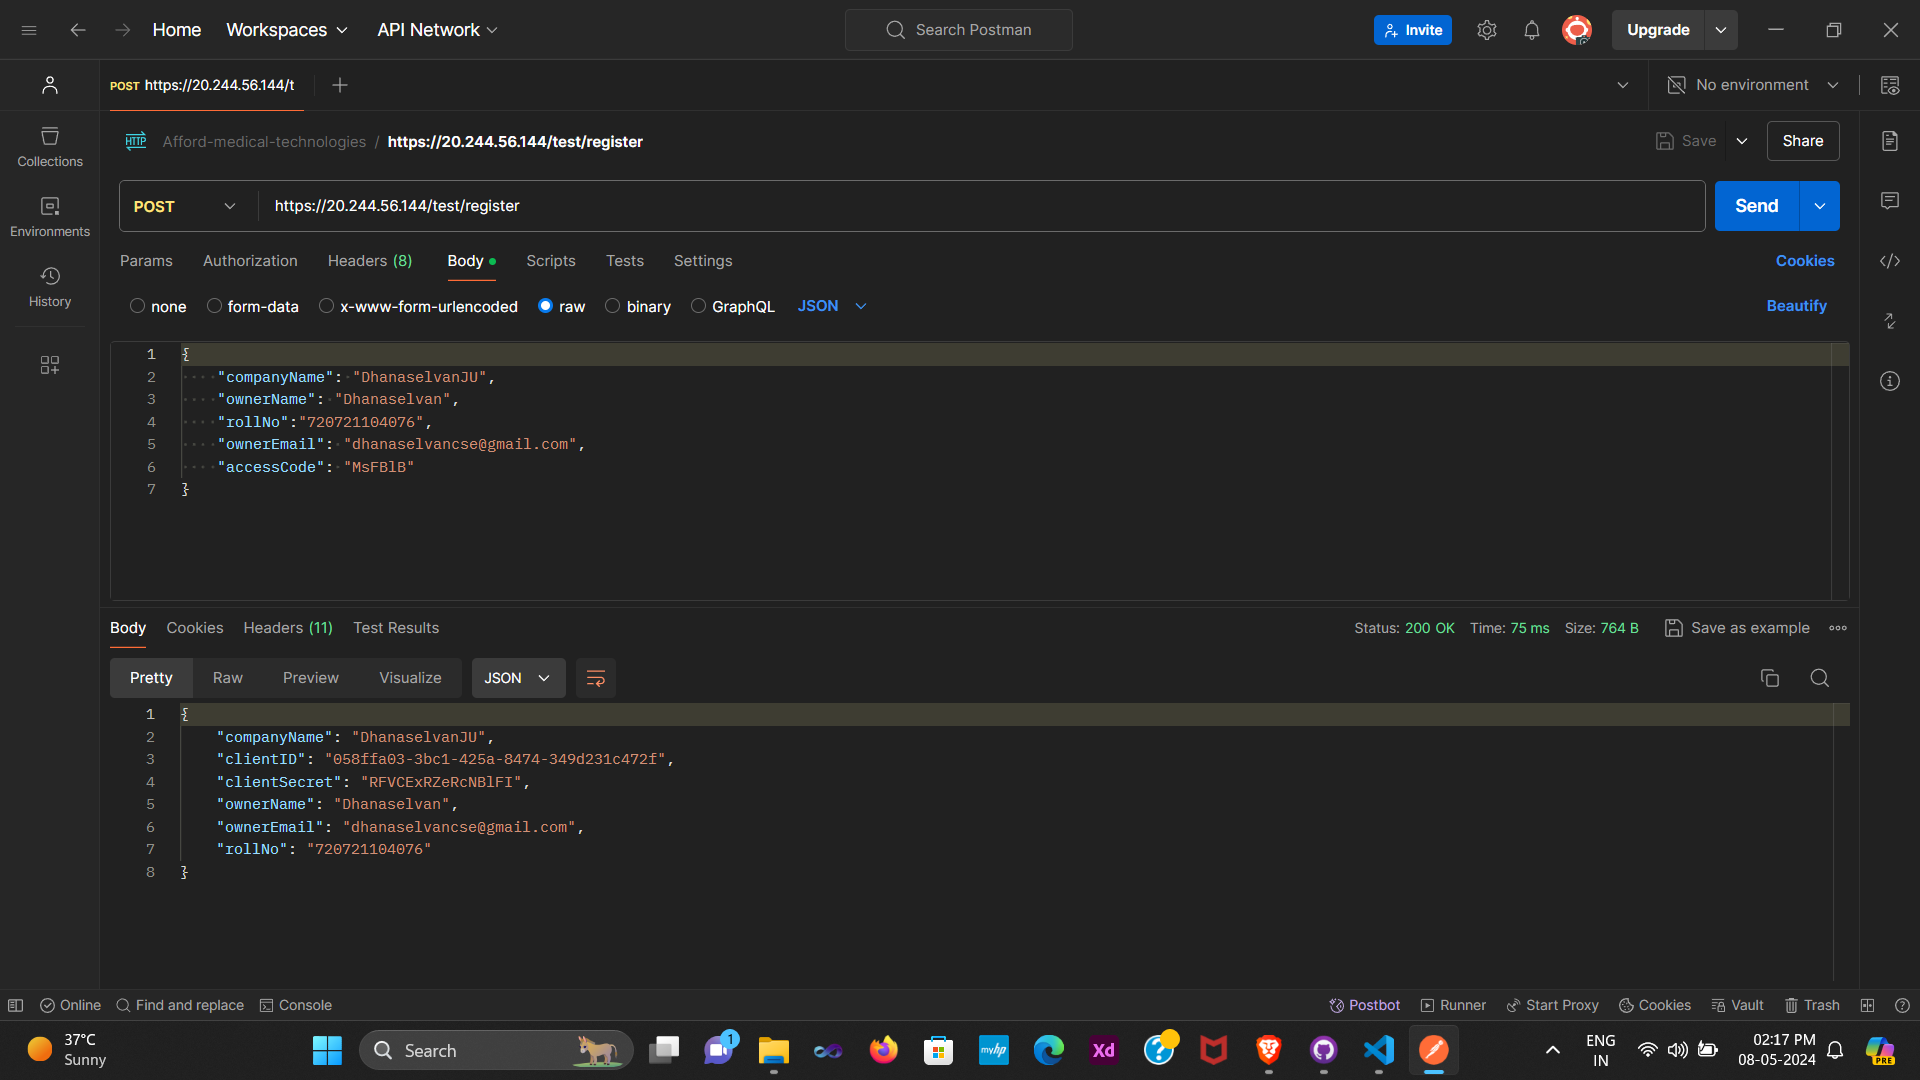 Home Workspaces API Network Search Postman Invite Upgrade
POST https://20.244.56.144/t No environment
HTTP Afford-medical-technologies / https://20.244.56.144/test/register Save Share
POST https://20.244.56.144/test/register Send
Collections
Environments
History
Params Authorization Headers (8) Body Scripts Tests Settings Cookies
none form-data x-www-form-urlencoded raw binary GraphQL JSON Beautify
1 {
2 "companyName": "DhanaselvanJU",
3 "ownerName": "Dhanaselvan",
4 "rollNo":"720721104076",
5 "ownerEmail": "dhanaselvancse@gmail.com",
6 "accessCode": "MsFBlB"
7 }
Body Cookies Headers (11) Test Results Status: 200 OK Time: 75 ms Size: 764 B Save as example
Pretty Raw Preview Visualize JSON
1 {
2 "companyName": "DhanaselvanJU",
3 "clientID": "058ffa03-3bc1-425a-8474-349d231c472f",
4 "clientSecret": "RFVCExRZeRcNBlFI",
5 "ownerName": "Dhanaselvan",
6 "ownerEmail": "dhanaselvancse@gmail.com",
7 "rollNo": "720721104076"
8 }
Online Find and replace Console Postbot Runner Start Proxy Cookies Vault Trash
37°C
Sunny
Search
1
myhp
Xd
ENG
IN
02:17 PM
08-05-2024
PRE